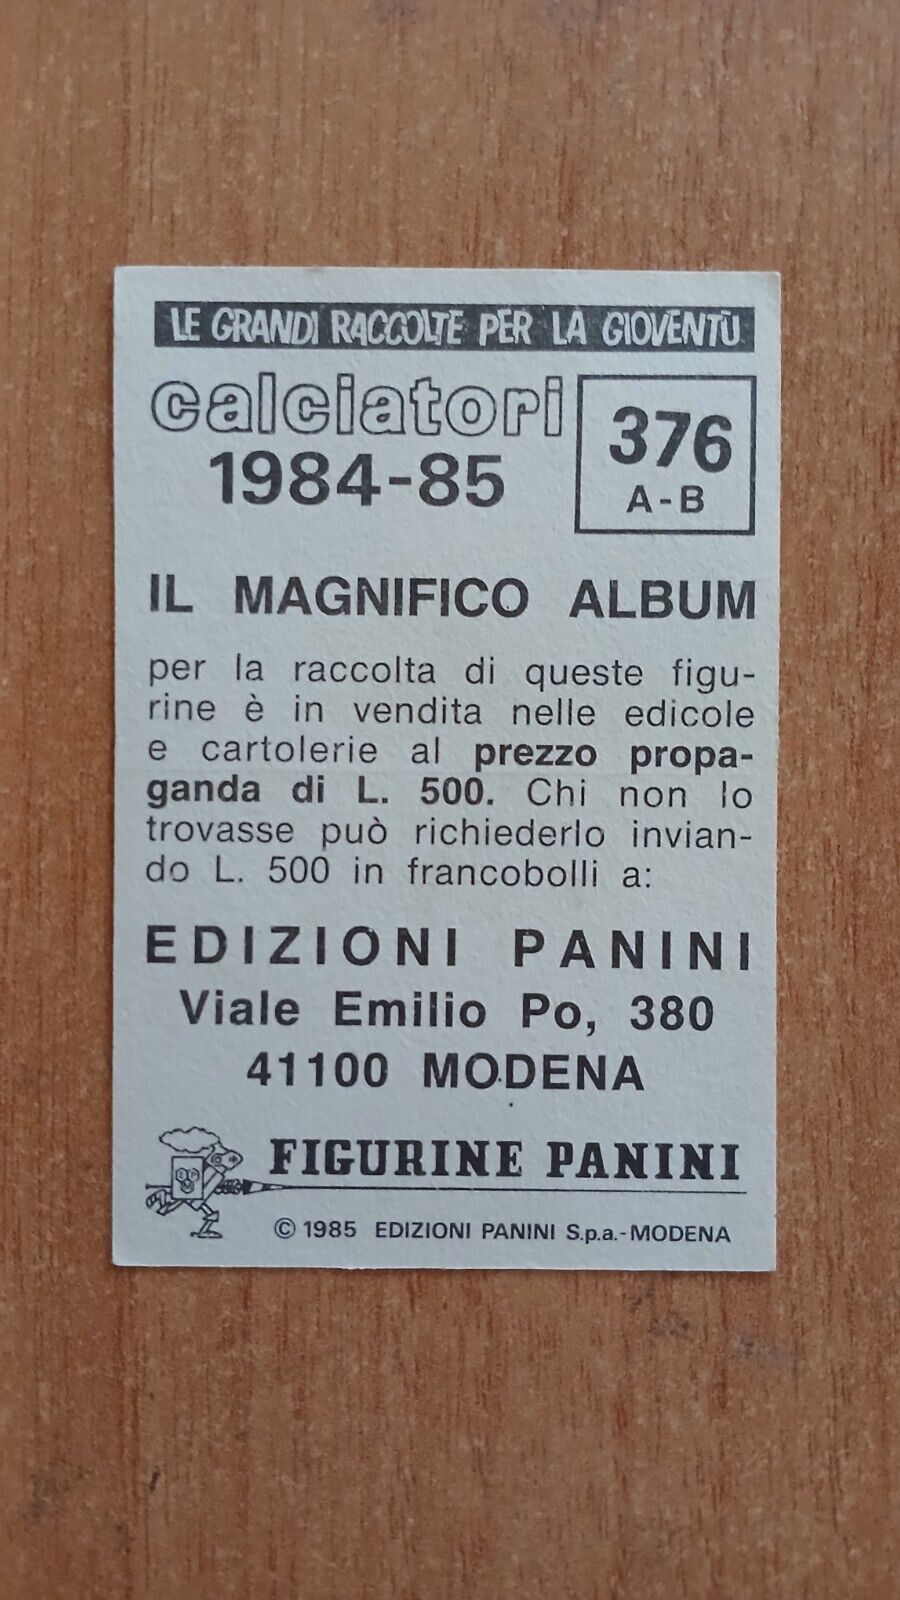 LE GRANDI RACCOLTE PER LA GIOVENTÙ
calciatori
1984-85
376
A-B
IL MAGNIFICO ALBUM
per la raccolta di queste figu-
rine è in vendita nelle edicole
e cartolerie al prezzo propa-
ganda di L. 500. Chi non lo
trovasse può richiederlo invian-
do L. 500 in francobolli a:
EDIZIONI PANINI
Viale Emilio Po, 380
41100 MODENA
FIGURINE PANINI
© 1985 EDIZIONI PANINI S.p.a.-MODENA